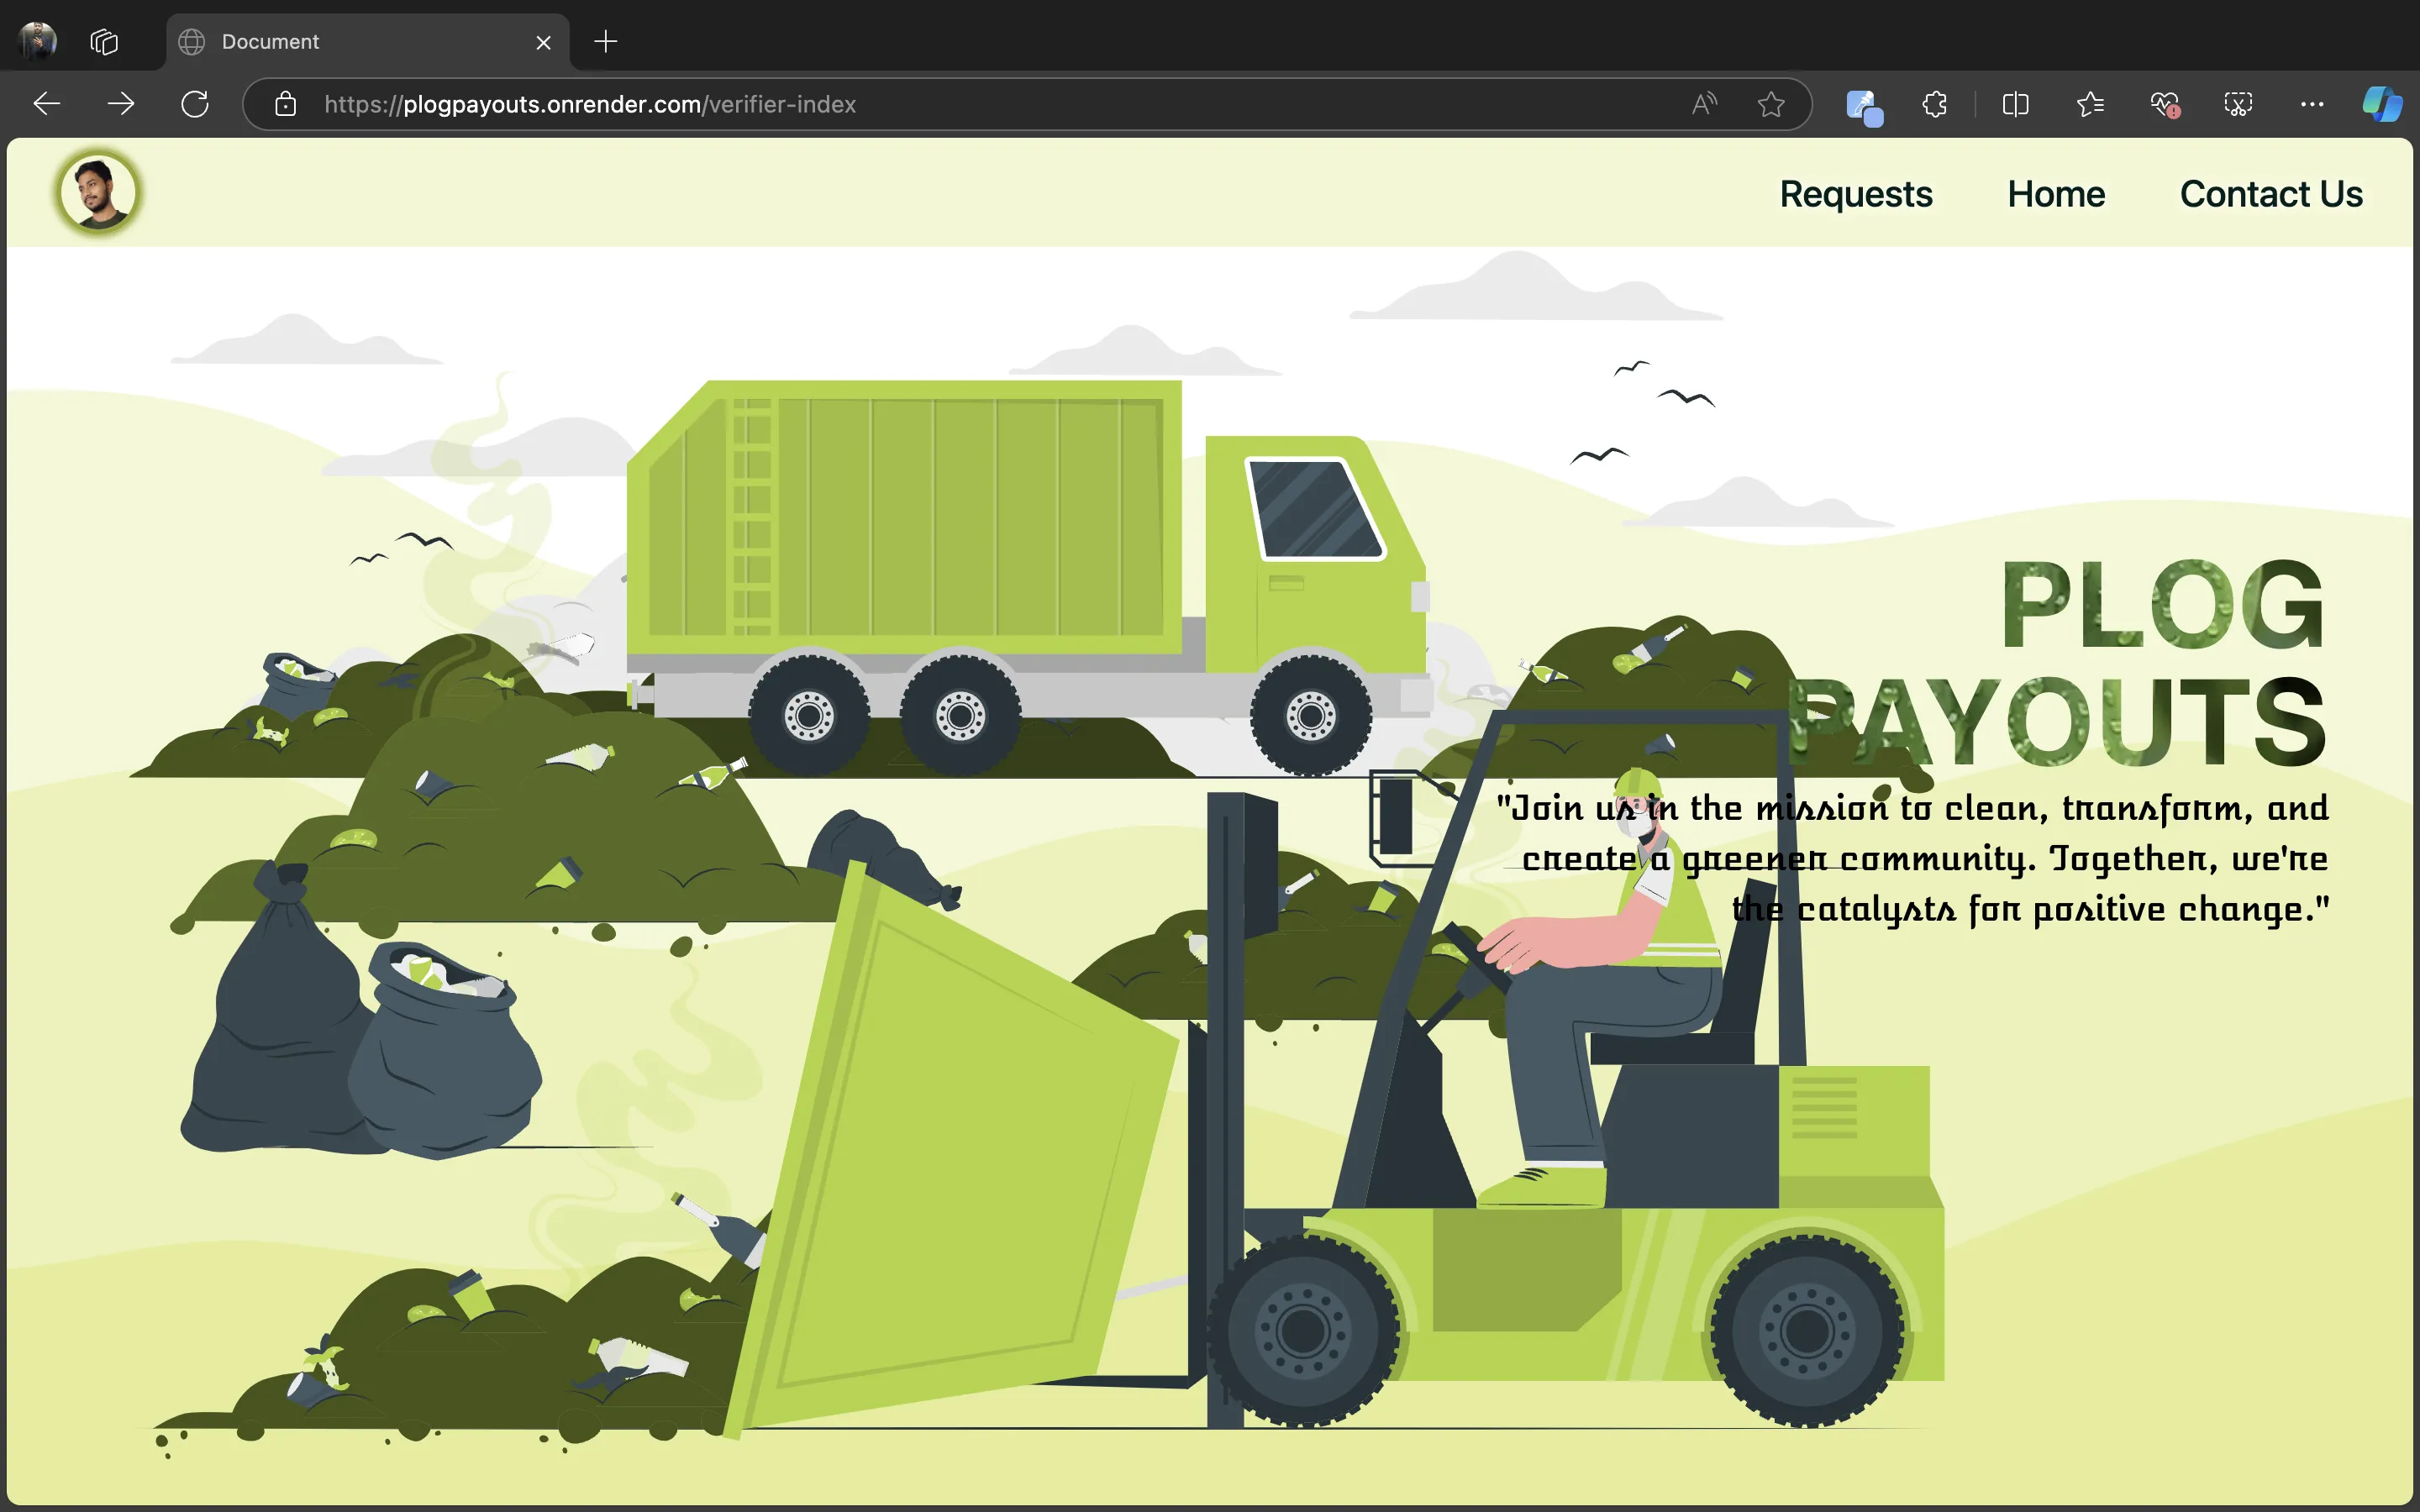 Document
https://plogpayouts.onrender.com/verifier-index
Requests Home Contact Us
PLOG
PAYOUTS
"Join us in the mission to clean, transform, and
create a greener community. Together, we're
the catalysts for positive change."